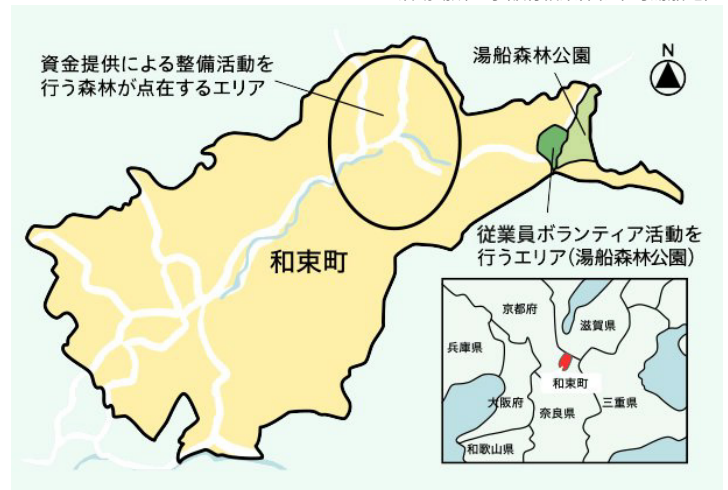 資金提供による整備活動を
行う森林が点在するエリア
湯船森林公園
N
従業員ボランティア活動を
行うエリア(湯船森林公園)
和束町
京都府
滋賀県
兵庫県
和束町
大阪府
奈良県
三重県
和歌山県